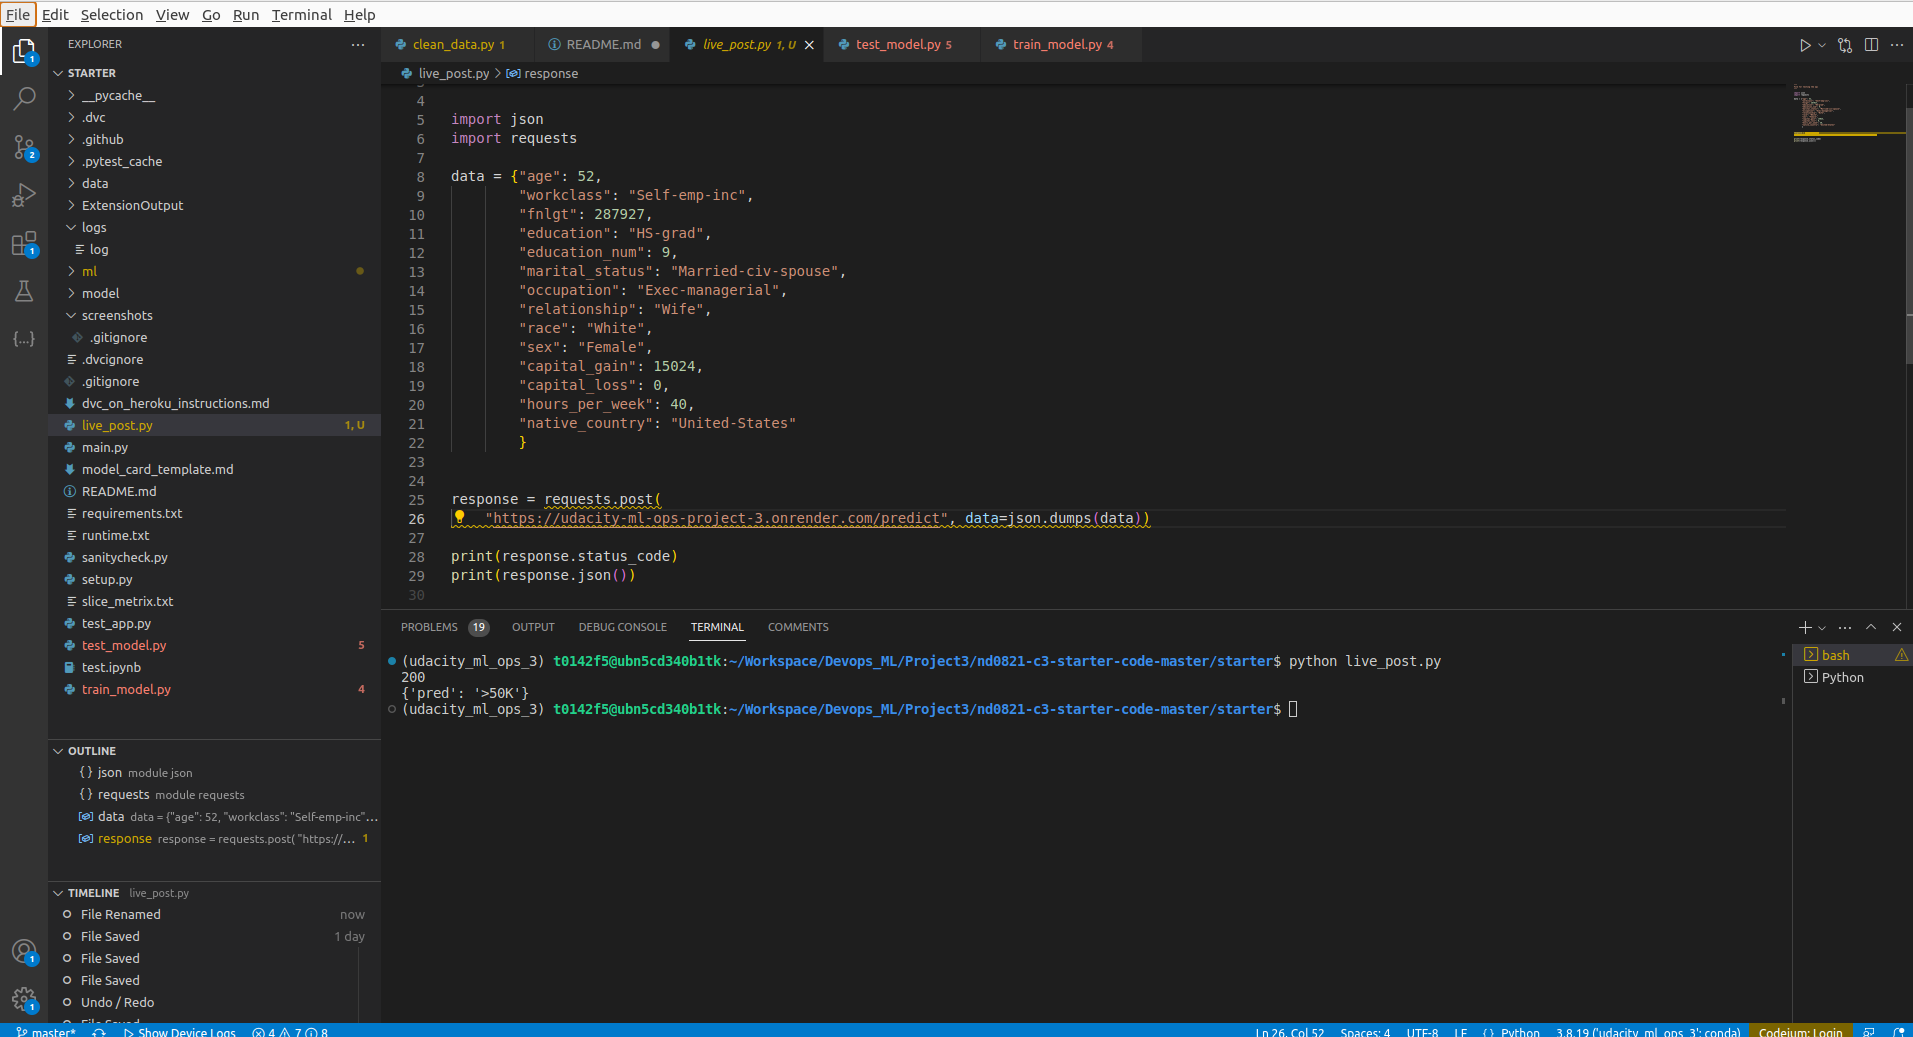 File Edit Selection View Go Run Terminal Help
EXPLORER ···
STARTER
__pycache__
.dvc
.github
.pytest_cache
data
ExtensionOutput
logs
log
ml
model
screenshots
.gitignore
.dvcignore
.gitignore
dvc_on_heroku_instructions.md
live_post.py 1, U
main.py
model_card_template.md
README.md
requirements.txt
runtime.txt
sanitycheck.py
setup.py
slice_metrix.txt
test_app.py
test_model.py 5
test.ipynb
train_model.py 4
OUTLINE
{} json module json
{} requests module requests
data data = {"age": 52, "workclass": "Self-emp-inc"...
response response = requests.post( "https://... 1
TIMELINE live_post.py
File Renamed now
File Saved 1 day
File Saved
File Saved
Undo / Redo
File Saved
1
2
1
1
1
clean_data.py 1 README.md live_post.py 1, U test_model.py 5 train_model.py 4
live_post.py > response
4
5 import json
6 import requests
7
8 data = {"age": 52,
9 "workclass": "Self-emp-inc",
10 "fnlgt": 287927,
11 "education": "HS-grad",
12 "education_num": 9,
13 "marital_status": "Married-civ-spouse",
14 "occupation": "Exec-managerial",
15 "relationship": "Wife",
16 "race": "White",
17 "sex": "Female",
18 "capital_gain": 15024,
19 "capital_loss": 0,
20 "hours_per_week": 40,
21 "native_country": "United-States"
22 }
23
24
25 response = requests.post(
26 "https://udacity-ml-ops-project-3.onrender.com/predict", data=json.dumps(data))
27
28 print(response.status_code)
29 print(response.json())
30
PROBLEMS 19 OUTPUT DEBUG CONSOLE TERMINAL COMMENTS
(udacity_ml_ops_3) t0142f5@ubn5cd340b1tk:~/Workspace/Devops_ML/Project3/nd0821-c3-starter-code-master/starter$ python live_post.py
200
{'pred': '>50K'}
(udacity_ml_ops_3) t0142f5@ubn5cd340b1tk:~/Workspace/Devops_ML/Project3/nd0821-c3-starter-code-master/starter$
bash
Python
master* Show Device Logs 4 7 8 Ln 26, Col 52 Spaces: 4 UTF-8 LF {} Python 3.8.19 ('udacity_ml_ops_3': conda) Codeium: Login